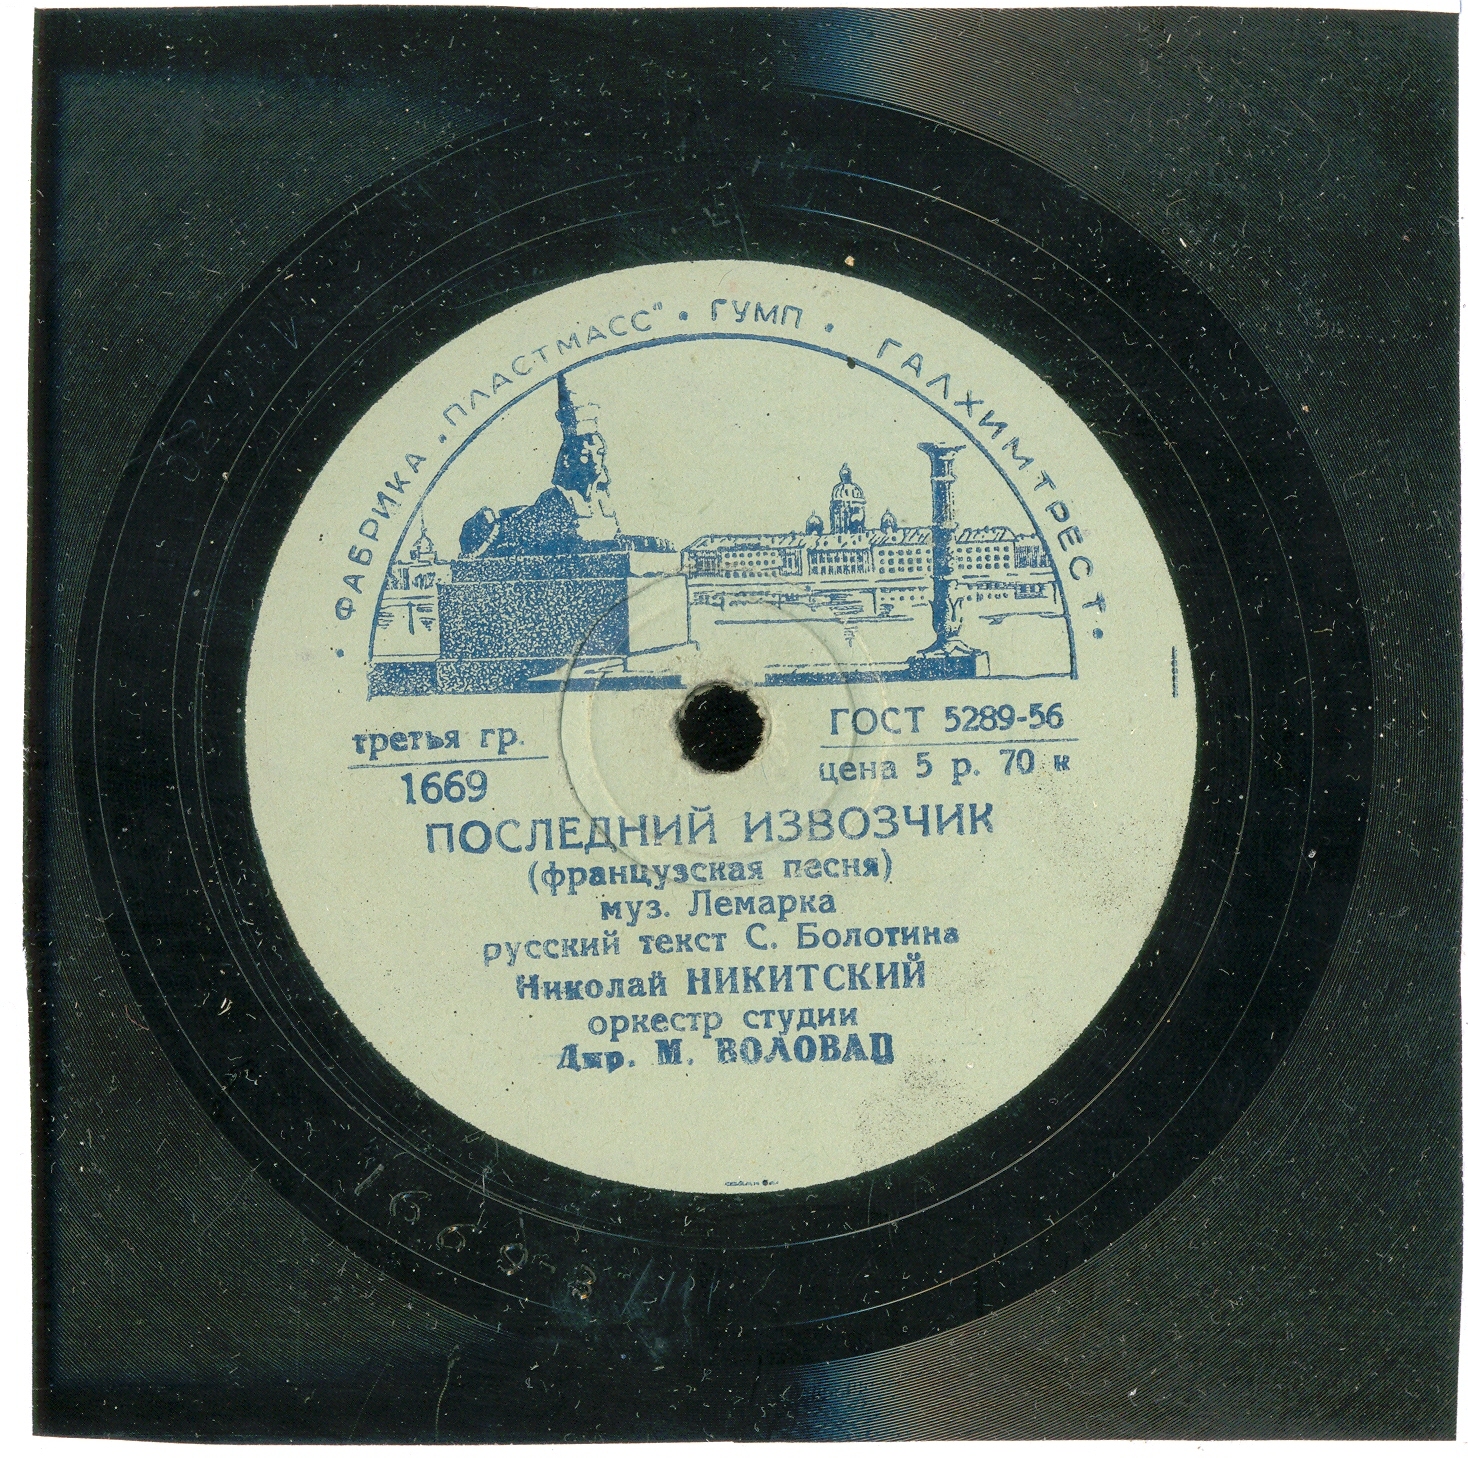 • ФАБРИКА • ПЛАСТМАСС" • ГУМП • ГАЛХИМТРЕСТ •
третья гр.
1669
ГОСТ 5289-56
цена 5 р. 70 к
ПОСЛЕДНИЙ ИЗВОЗЧИК
(французская песня)
муз. Лемарка
русский текст С. Болотина
Николай НИКИТСКИЙ
оркестр студии
Дир. М. ВОЛОВАЦ